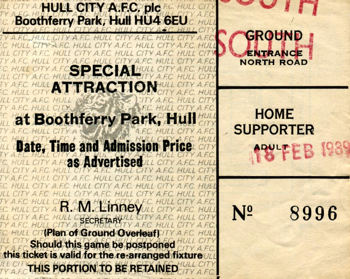 HULL CITY A.F.C. plc
Boothferry Park, Hull HU4 6EU
SPECIAL
ATTRACTION
at Boothferry Park, Hull
Date, Time and Admission Price
as Advertised
R. M. Linney
SECRETARY
(Plan of Ground Overleaf)
Should this game be postponed
this ticket is valid for the re-arranged fixture
THIS PORTION TO BE RETAINED
SOUTH
GROUND
SOUTH
ENTRANCE
NORTH ROAD
HOME
SUPPORTER
ADULT
18 FEB 1989
Nº 8996